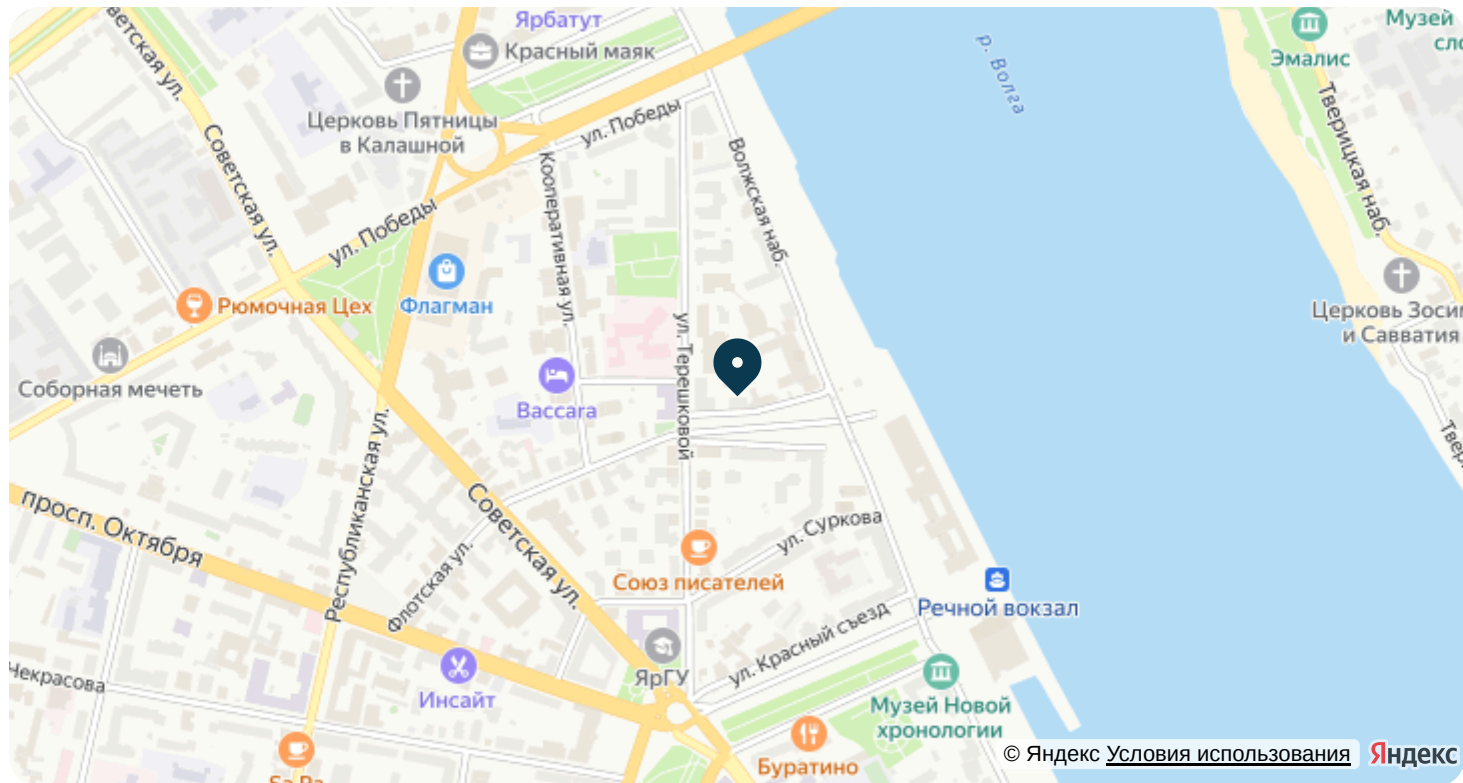 Ярбатут
Красный маяк
Церковь Пятницы
в Калашной
Советская ул.
Советская ул.
ул. Победы
ул. Победы
Кооперативная ул.
Волжская наб.
р. Волга
Эмалис
Музей
Тверицкая наб.
Церковь
и Савватия
Рюмочная Цех
Флагман
Соборная мечеть
Baccara
ул. Терешковой
Республиканская ул.
просп. Октября
Флотская ул.
Советская ул.
Союз писателей
ул. Суркова
Речной вокзал
ул. Красный съезд
ЯрГУ
Инсайт
Некрасова
Музей Новой
хронологии
Буратино
© Яндекс Условия использования
Яндекс